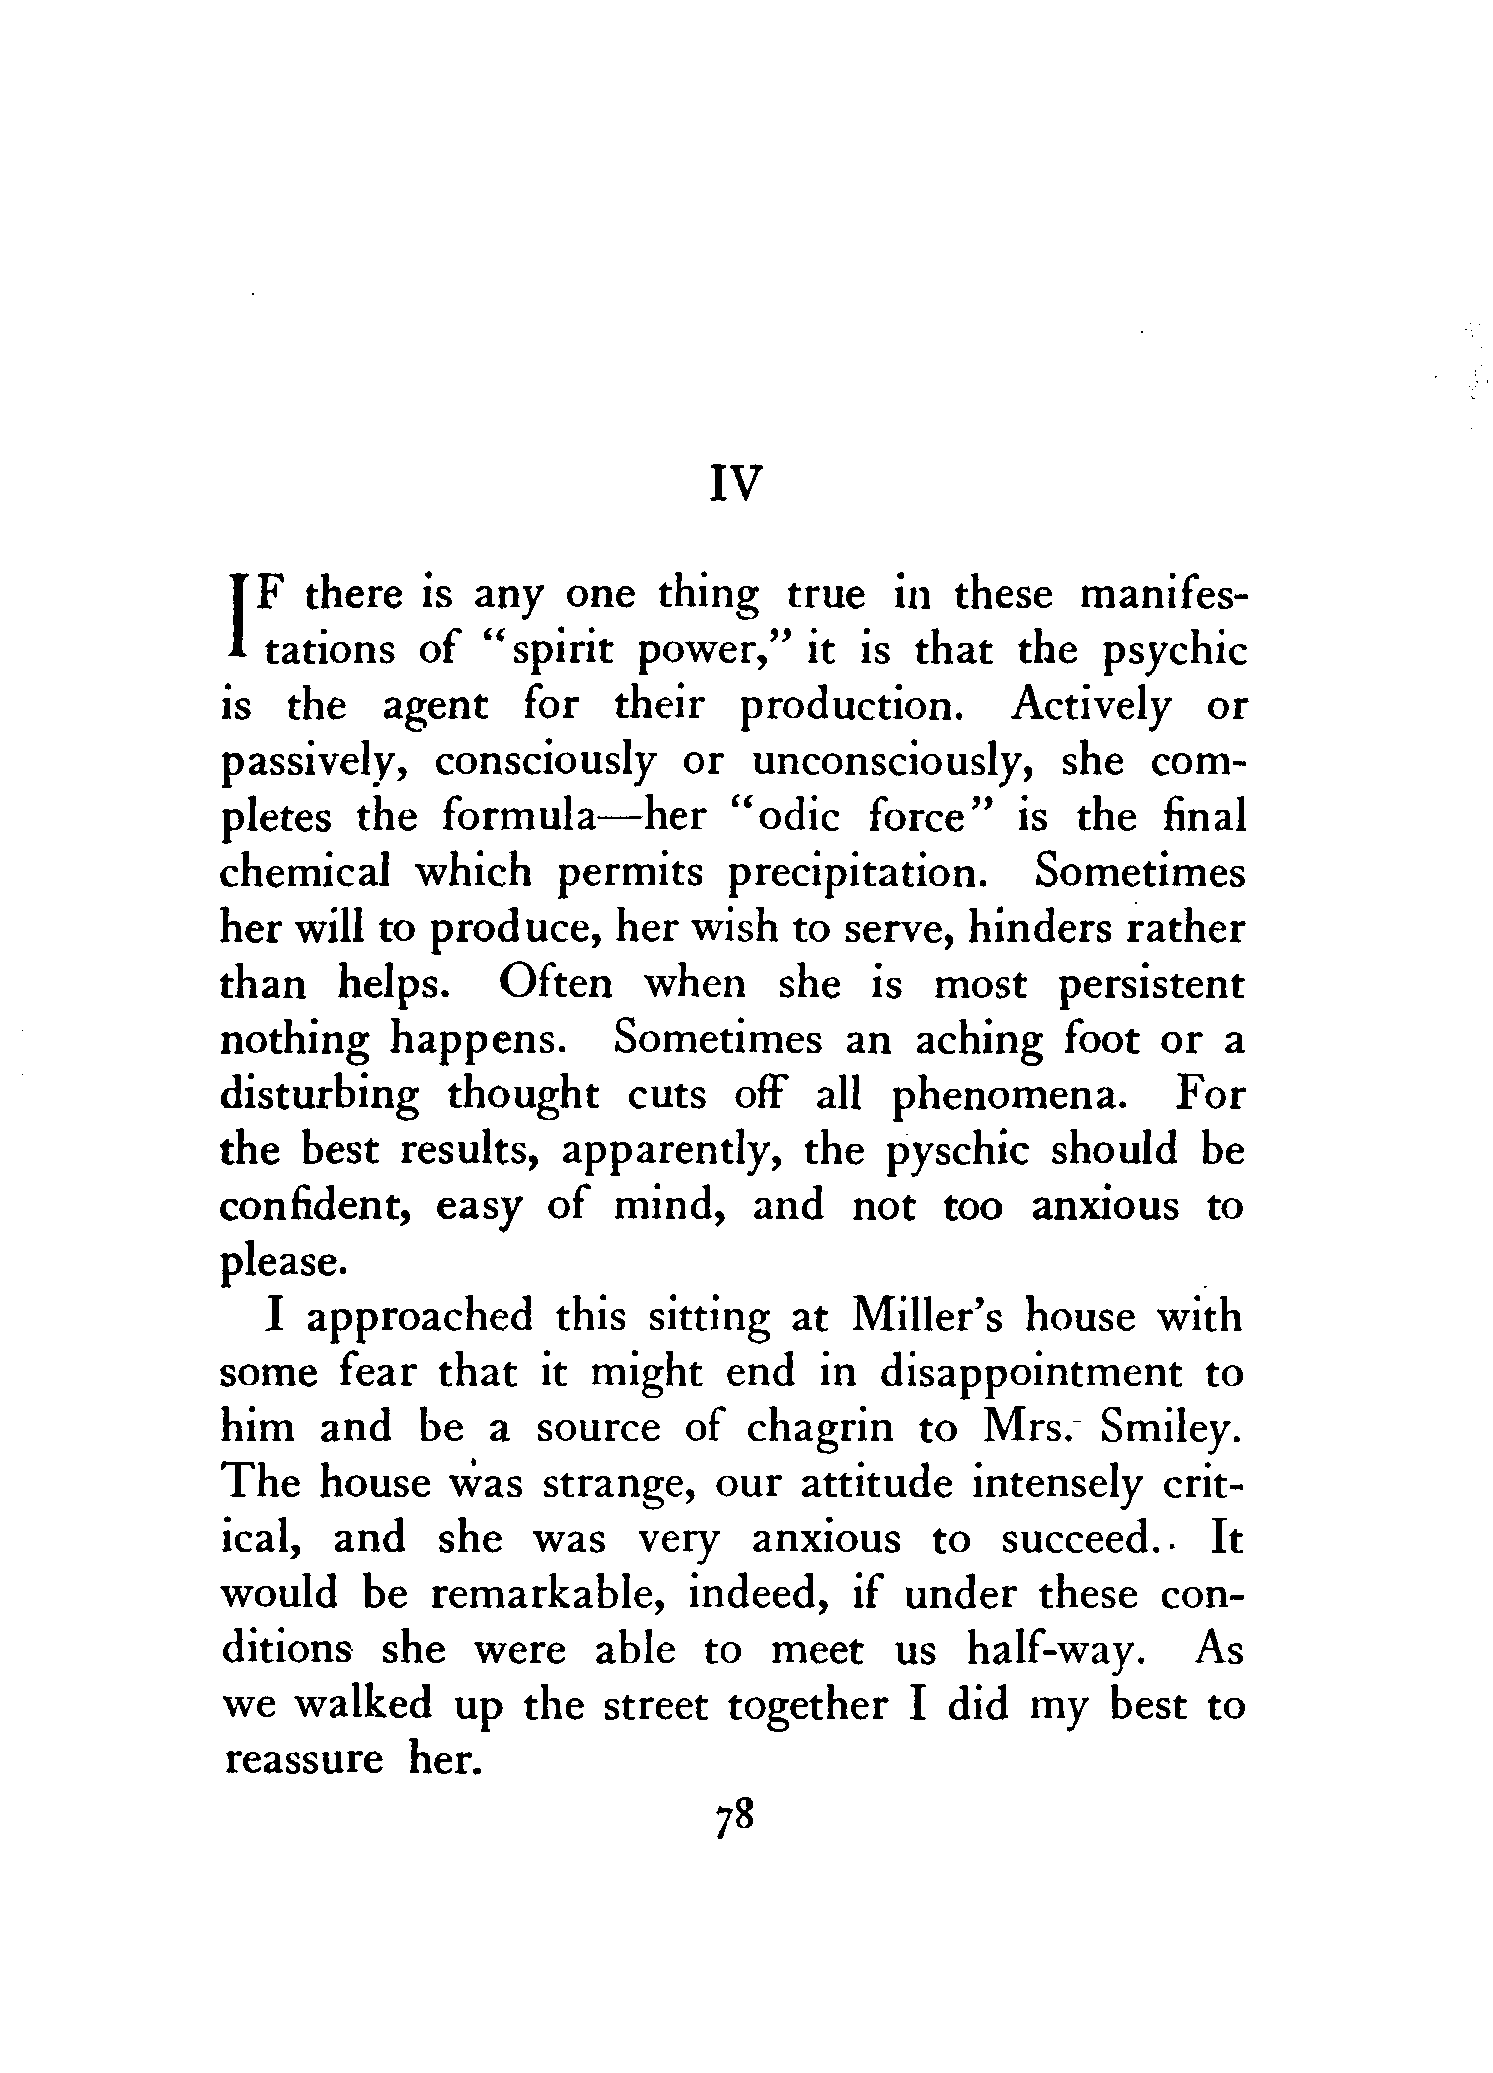 IV
IF there is any one thing true in these manifes-
tations of "spirit power," it is that the psychic
is the agent for their production. Actively or
passively, consciously or unconsciously, she com-
pletes the formula—her "odic force" is the final
chemical which permits precipitation. Sometimes
her will to produce, her wish to serve, hinders rather
than helps. Often when she is most persistent
nothing happens. Sometimes an aching foot or a
disturbing thought cuts off all phenomena. For
the best results, apparently, the pyschic should be
confident, easy of mind, and not too anxious to
please.
I approached this sitting at Miller's house with
some fear that it might end in disappointment to
him and be a source of chagrin to Mrs. Smiley.
The house was strange, our attitude intensely crit-
ical, and she was very anxious to succeed. It
would be remarkable, indeed, if under these con-
ditions she were able to meet us half-way. As
we walked up the street together I did my best to
reassure her.
78